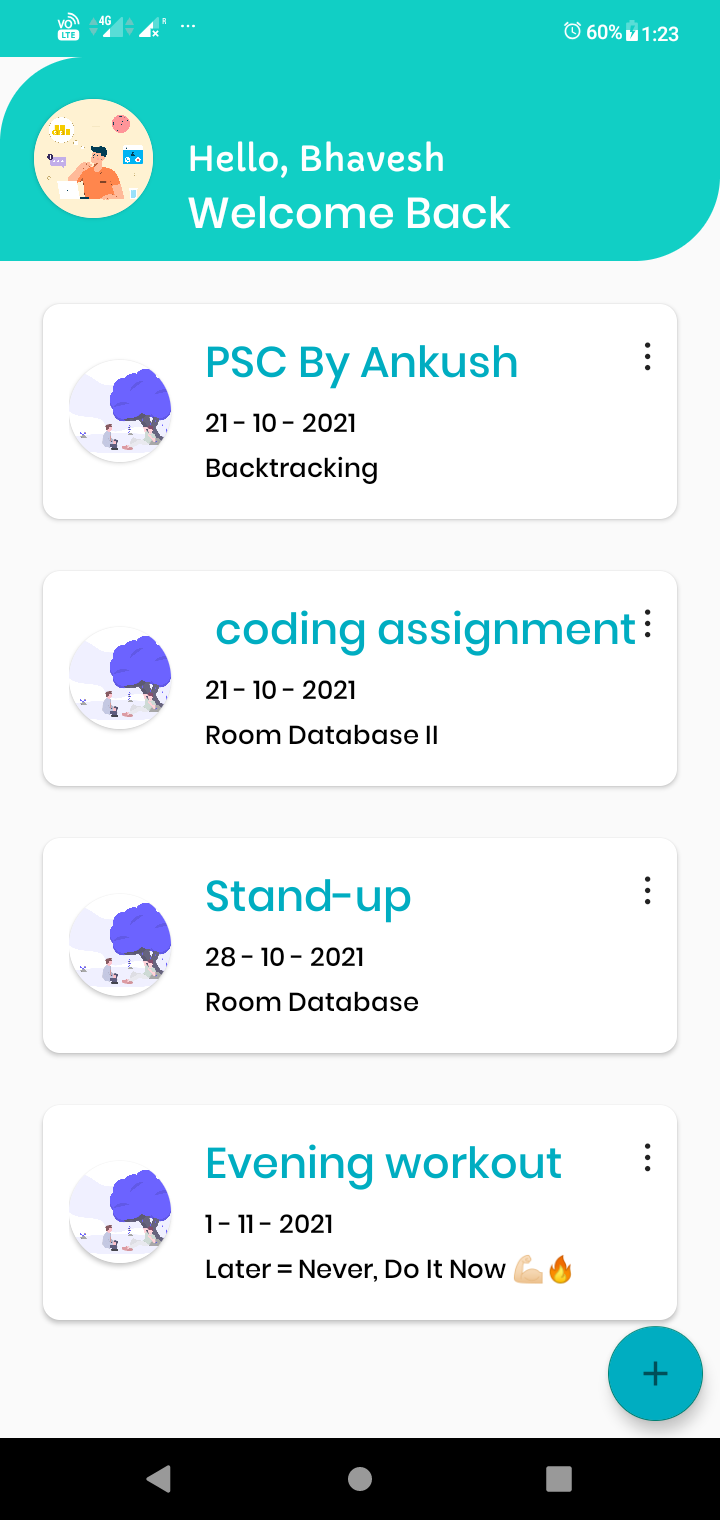 VO LTE 4G R ... 60% 1:23
Hello, Bhavesh
Welcome Back
PSC By Ankush
21 - 10 - 2021
Backtracking
coding assignment
21 - 10 - 2021
Room Database II
Stand-up
28 - 10 - 2021
Room Database
Evening workout
1 - 11 - 2021
Later = Never, Do It Now 💪🏻🔥
+